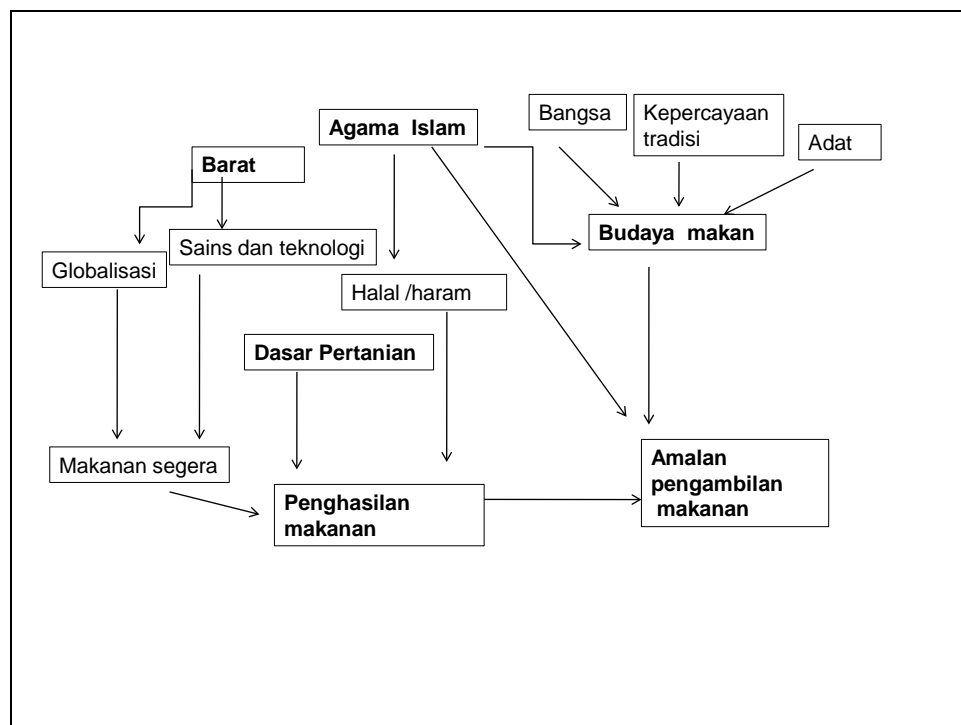 Bangsa
Kepercayaan
tradisi
Agama Islam
Adat
Barat
Budaya makan
Sains dan teknologi
Globalisasi
Halal /haram
Dasar Pertanian
Makanan segera
Amalan
pengambilan
makanan
Penghasilan
makanan